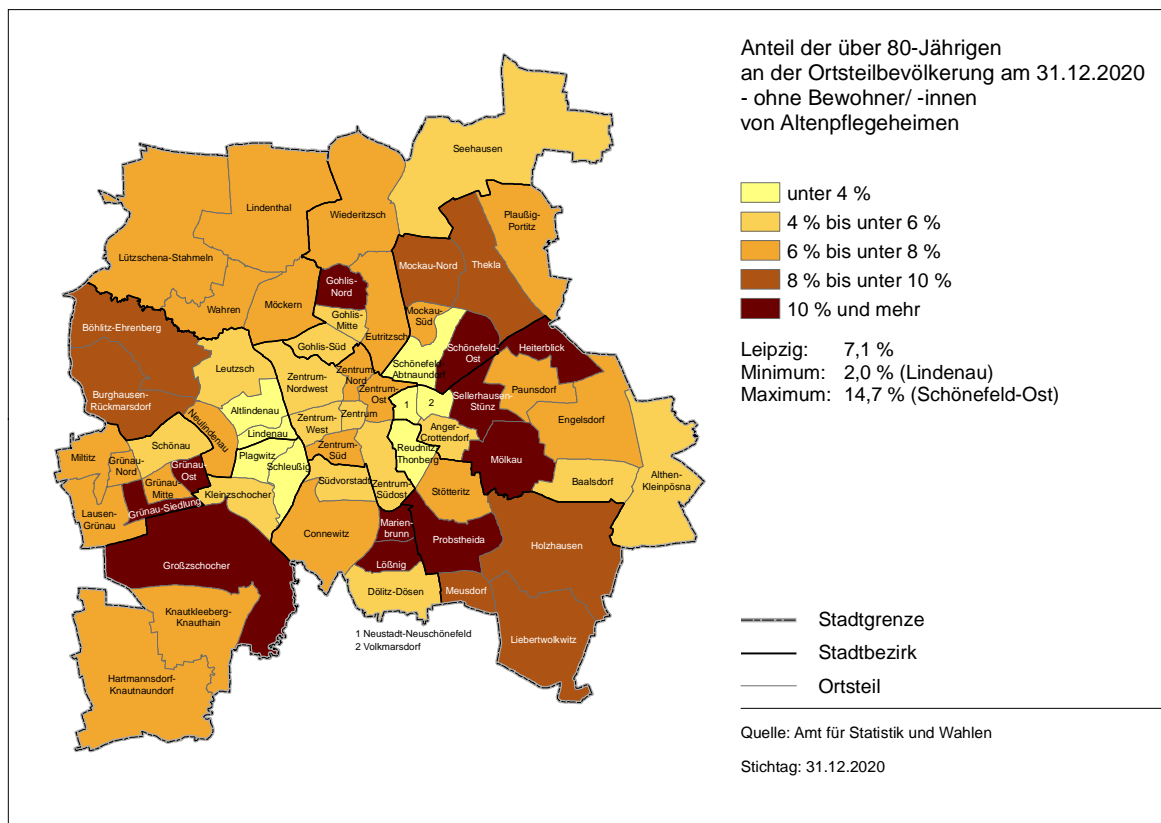 Anteil der über 80-Jährigen
an der Ortsteilbevölkerung am 31.12.2020
- ohne Bewohner/ -innen
von Altenpflegeheimen
unter 4 %
4 % bis unter 6 %
6 % bis unter 8 %
8 % bis unter 10 %
10 % und mehr
Leipzig: 7,1 %
Minimum: 2,0 % (Lindenau)
Maximum: 14,7 % (Schönefeld-Ost)
Seehausen
Lindenthal
Wiederitzsch
Plaußig-
Portitz
Lützschena-Stahmeln
Mockau-Nord
Thekla
Gohlis-
Nord
Wahren
Möckern
Mockau-
Süd
Gohlis-
Mitte
Eutritzsch
Böhlitz-Ehrenberg
Gohlis-Süd
Schönefeld-
Ost
Heiterblick
Leutzsch
Schönefeld-
Abtnaundorf
Zentrum-
Nord
Zentrum-
Nordwest
Zentrum-
Ost
Paunsdorf
Burghausen-
Rückmarsdorf
Sellerhausen-
Stünz
1
2
Altlindenau
Neulindenau
Lindenau
Zentrum-
West
Zentrum
Anger-
Crottendorf
Engelsdorf
Schönau
Zentrum-
Süd
Reudnitz-
Thonberg
Plagwitz
Schleußig
Miltitz
Grünau-
Nord
Grünau-
Ost
Mölkau
Althen-
Kleinpösna
Grünau-
Mitte
Kleinzschocher
Südvorstadt
Zentrum-
Südost
Stötteritz
Baalsdorf
Grünau-Siedlung
Lausen-
Grünau
Connewitz
Marien-
brunn
Probstheida
Holzhausen
Großzschocher
Lößnig
Dölitz-Dösen
Meusdorf
Knautkleeberg-
Knauthain
Liebertwolkwitz
1 Neustadt-Neuschönefeld
2 Volkmarsdorf
Hartmannsdorf-
Knautnaundorf
Stadtgrenze
Stadtbezirk
Ortsteil
Quelle: Amt für Statistik und Wahlen
Stichtag: 31.12.2020